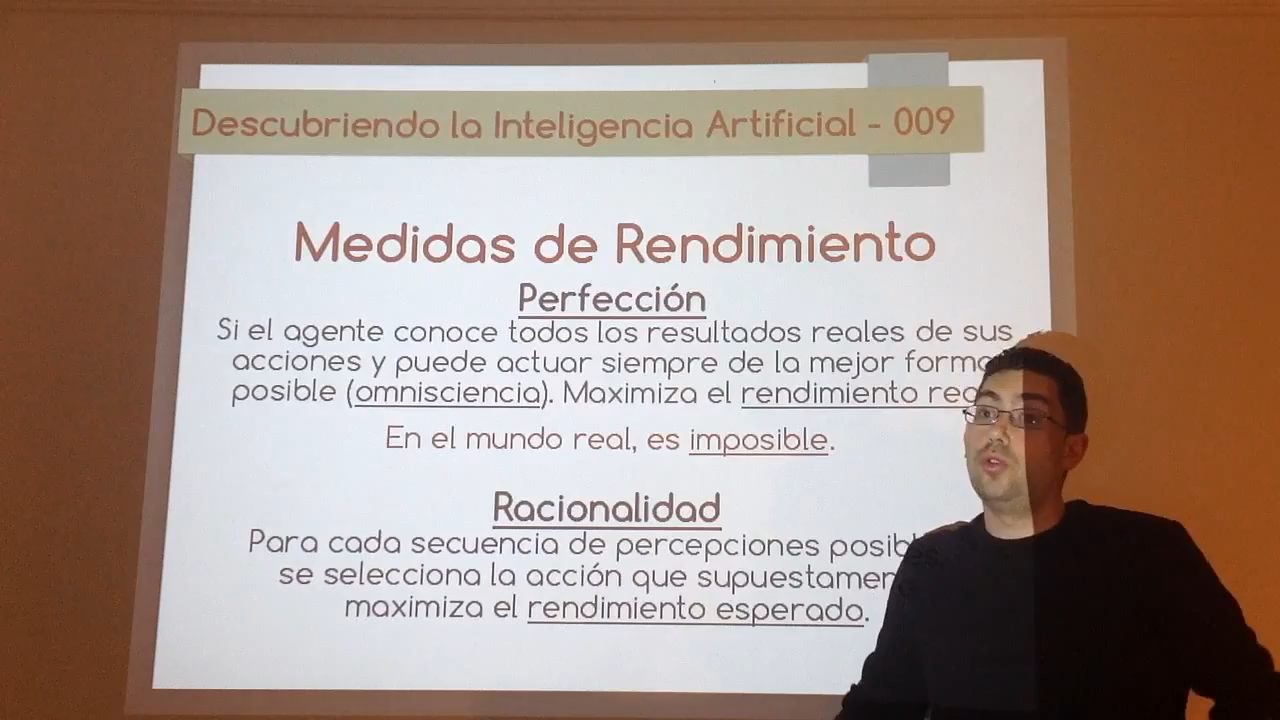 Descubriendo la Inteligencia Artificial - 009
Medidas de Rendimiento
Perfección
Si el agente conoce todos los resultados reales de sus
acciones y puede actuar siempre de la mejor forma
posible (omnisciencia). Maximiza el rendimiento
En el mundo real, es imposible.
Racionalidad
Para cada secuencia de percepciones
se selecciona la acción que
maximiza el rendimiento esperado.